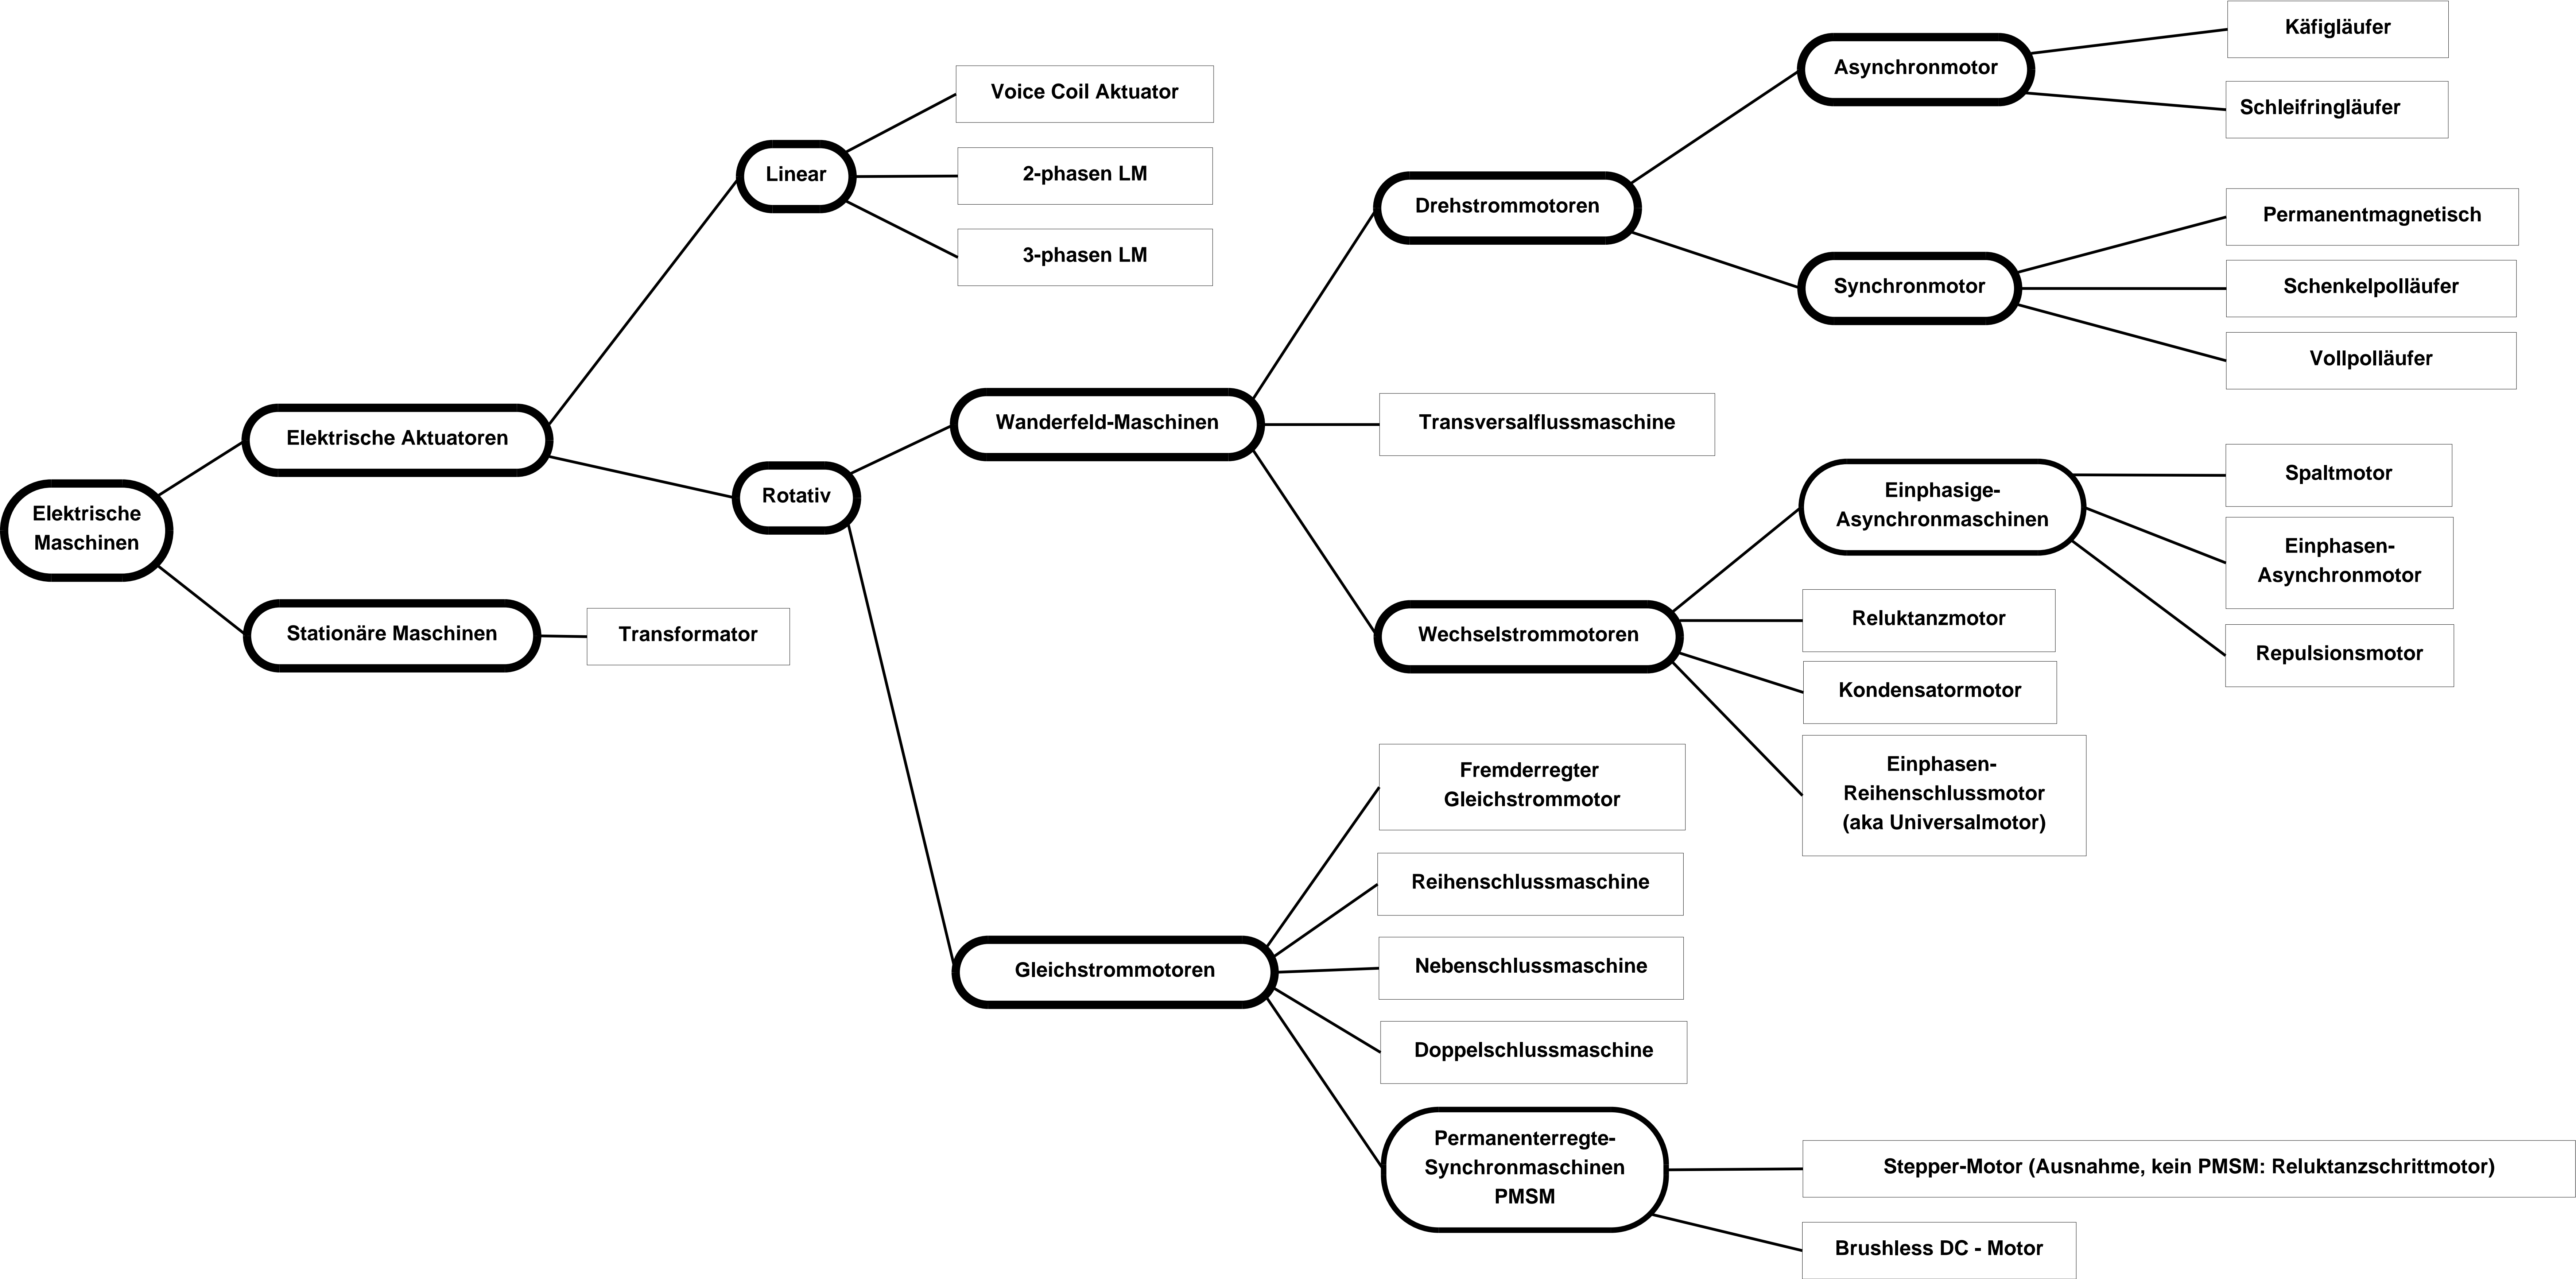 Elektrische
Maschinen
Elektrische Aktuatoren
Stationäre Maschinen
Transformator
Linear
Rotativ
Voice Coil Aktuator
2-phasen LM
3-phasen LM
Wanderfeld-Maschinen
Gleichstrommotoren
Drehstrommotoren
Transversalflussmaschine
Wechselstrommotoren
Fremderregter
Gleichstrommotor
Reihenschlussmaschine
Nebenschlussmaschine
Doppelschlussmaschine
Permanenterregte-
Synchronmaschinen
PMSM
Asynchronmotor
Synchronmotor
Einphasige-
Asynchronmaschinen
Reluktanzmotor
Kondensatormotor
Einphasen-
Reihenschlussmotor
(aka Universalmotor)
Stepper-Motor (Ausnahme, kein PMSM: Reluktanzschrittmotor)
Brushless DC - Motor
Käfigläufer
Schleifringläufer
Permanentmagnetisch
Schenkelpolläufer
Vollpolläufer
Spaltmotor
Einphasen-
Asynchronmotor
Repulsionsmotor